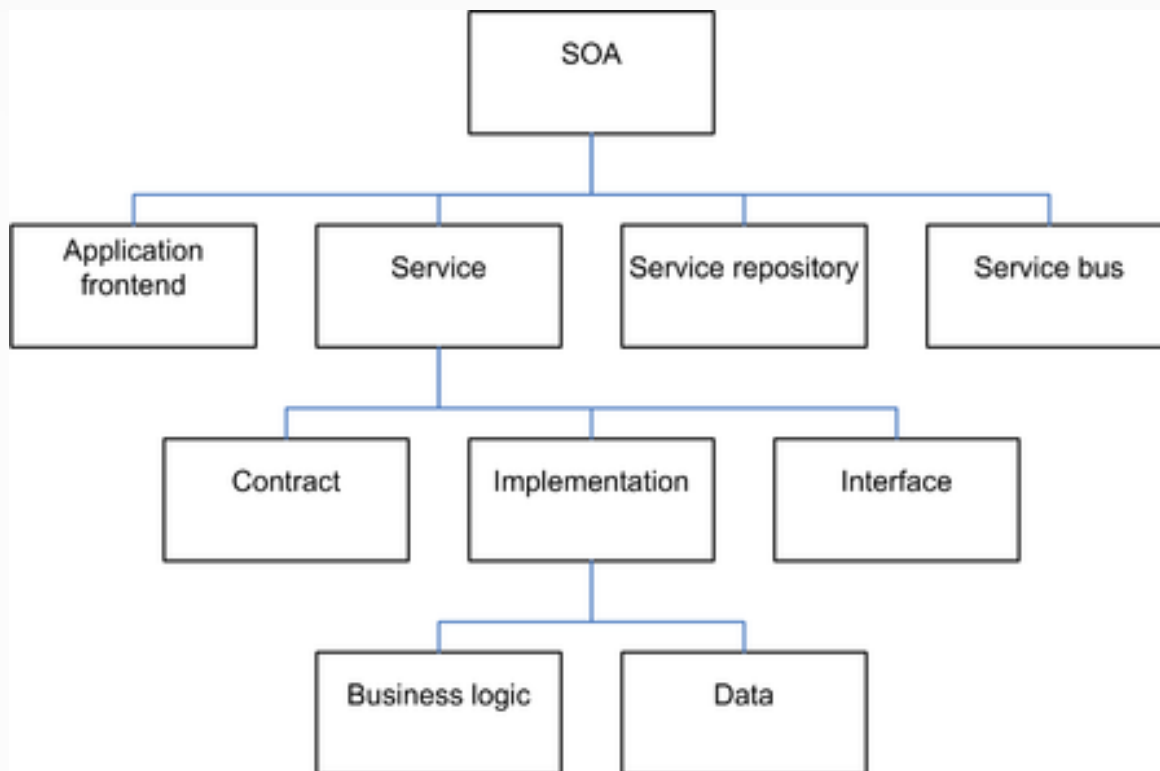 SOA
Application
frontend
Service
Service repository
Service bus
Contract
Implementation
Interface
Business logic
Data